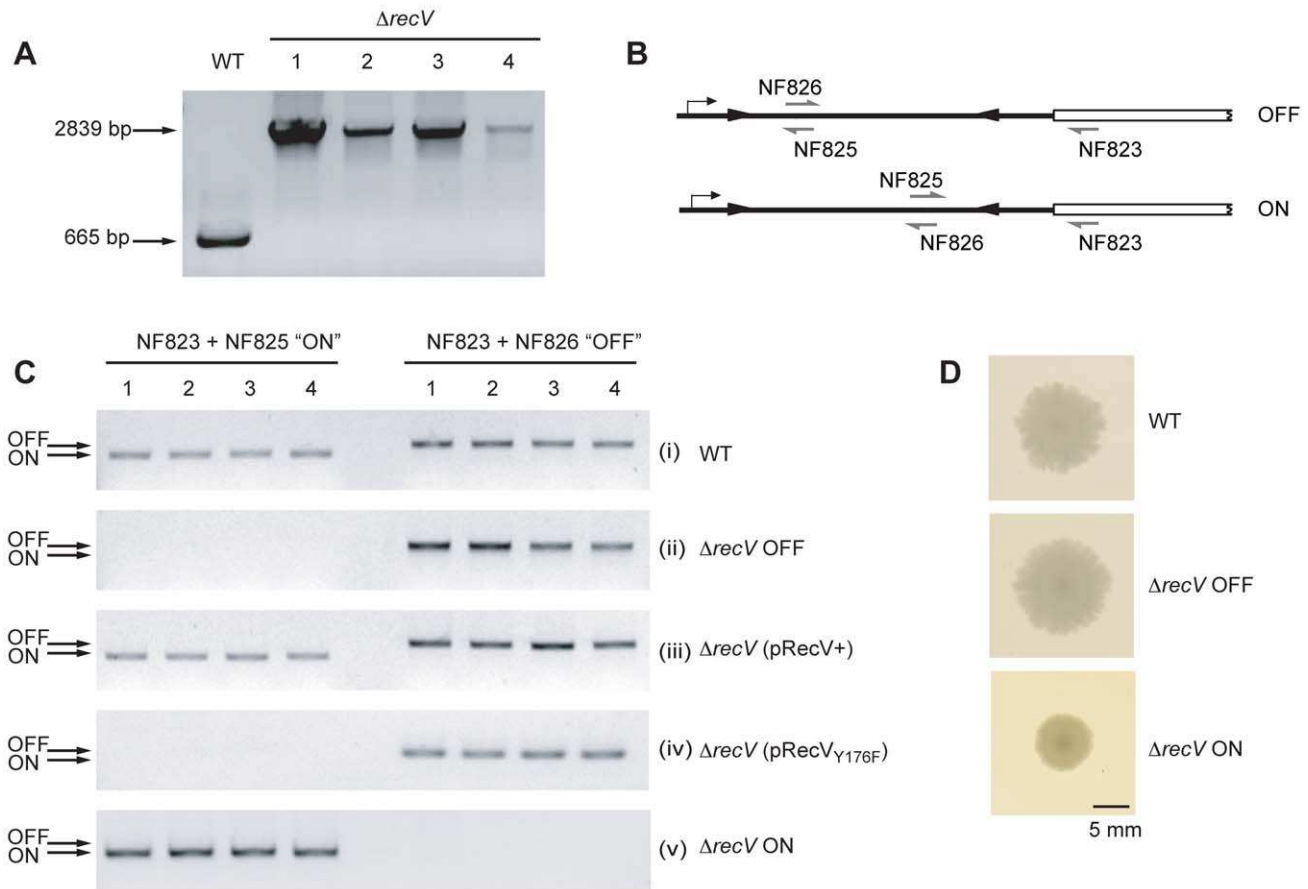 A
ΔrecV
WT 1 2 3 4
2839 bp
665 bp
B
NF826
NF825
NF823
OFF
NF825
NF826
NF823
ON
C
NF823 + NF825 “ON” NF823 + NF826 “OFF”
1 2 3 4 1 2 3 4
OFF
ON
(i) WT
OFF
ON
(ii) ΔrecV OFF
OFF
ON
(iii) ΔrecV (pRecV+)
OFF
ON
(iv) ΔrecV (pRecVY176F)
OFF
ON
(v) ΔrecV ON
D
WT
ΔrecV OFF
ΔrecV ON
5 mm